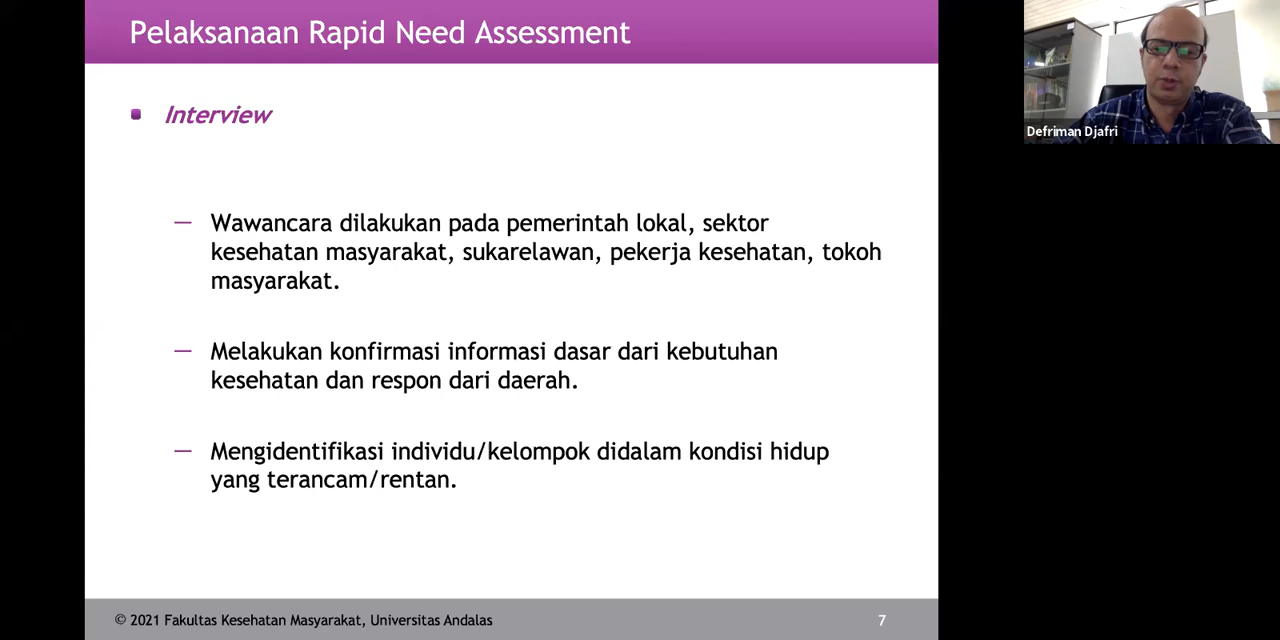 Pelaksanaan Rapid Need Assessment
Interview
Defriman Djafri
— Wawancara dilakukan pada pemerintah lokal, sektor
kesehatan masyarakat, sukarelawan, pekerja kesehatan, tokoh
masyarakat.
— Melakukan konfirmasi informasi dasar dari kebutuhan
kesehatan dan respon dari daerah.
— Mengidentifikasi individu/kelompok didalam kondisi hidup
yang terancam/rentan.
© 2021 Fakultas Kesehatan Masyarakat, Universitas Andalas
7